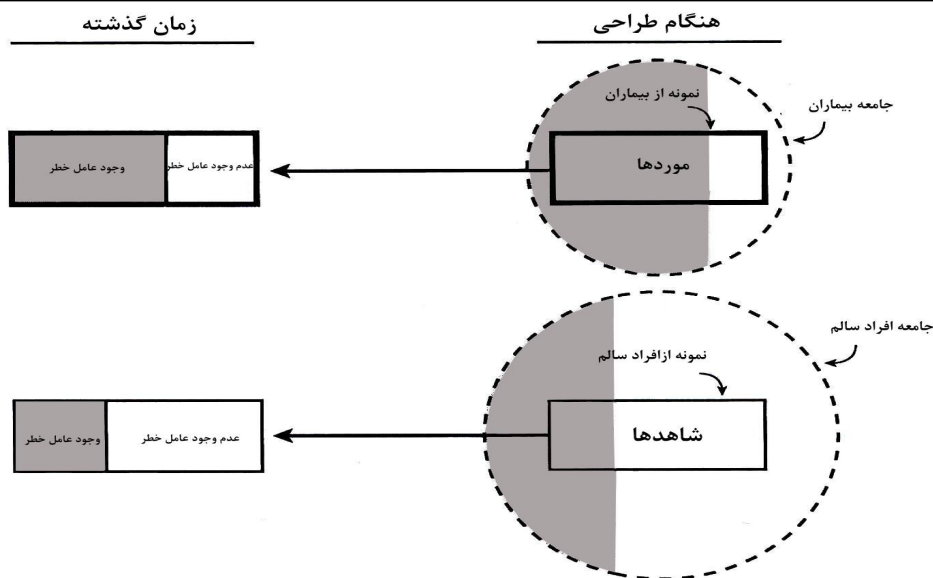 هنگام طراحی
زمان گذشته
جامعه بیماران
نمونه از بیماران
موردها
عدم وجود عامل خطر
وجود عامل خطر
جامعه افراد سالم
نمونه ازافراد سالم
شاهدها
عدم وجود عامل خطر
وجود عامل خطر